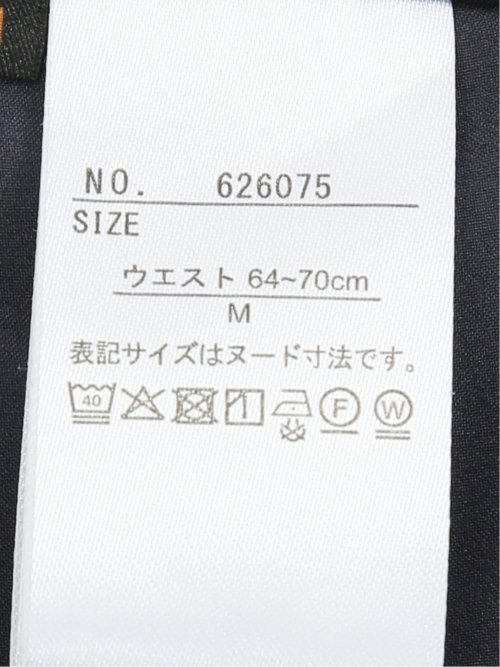 NO. 626075
SIZE
ウエスト 64~70cm
M
表記サイズはヌード寸法です。
40 F W